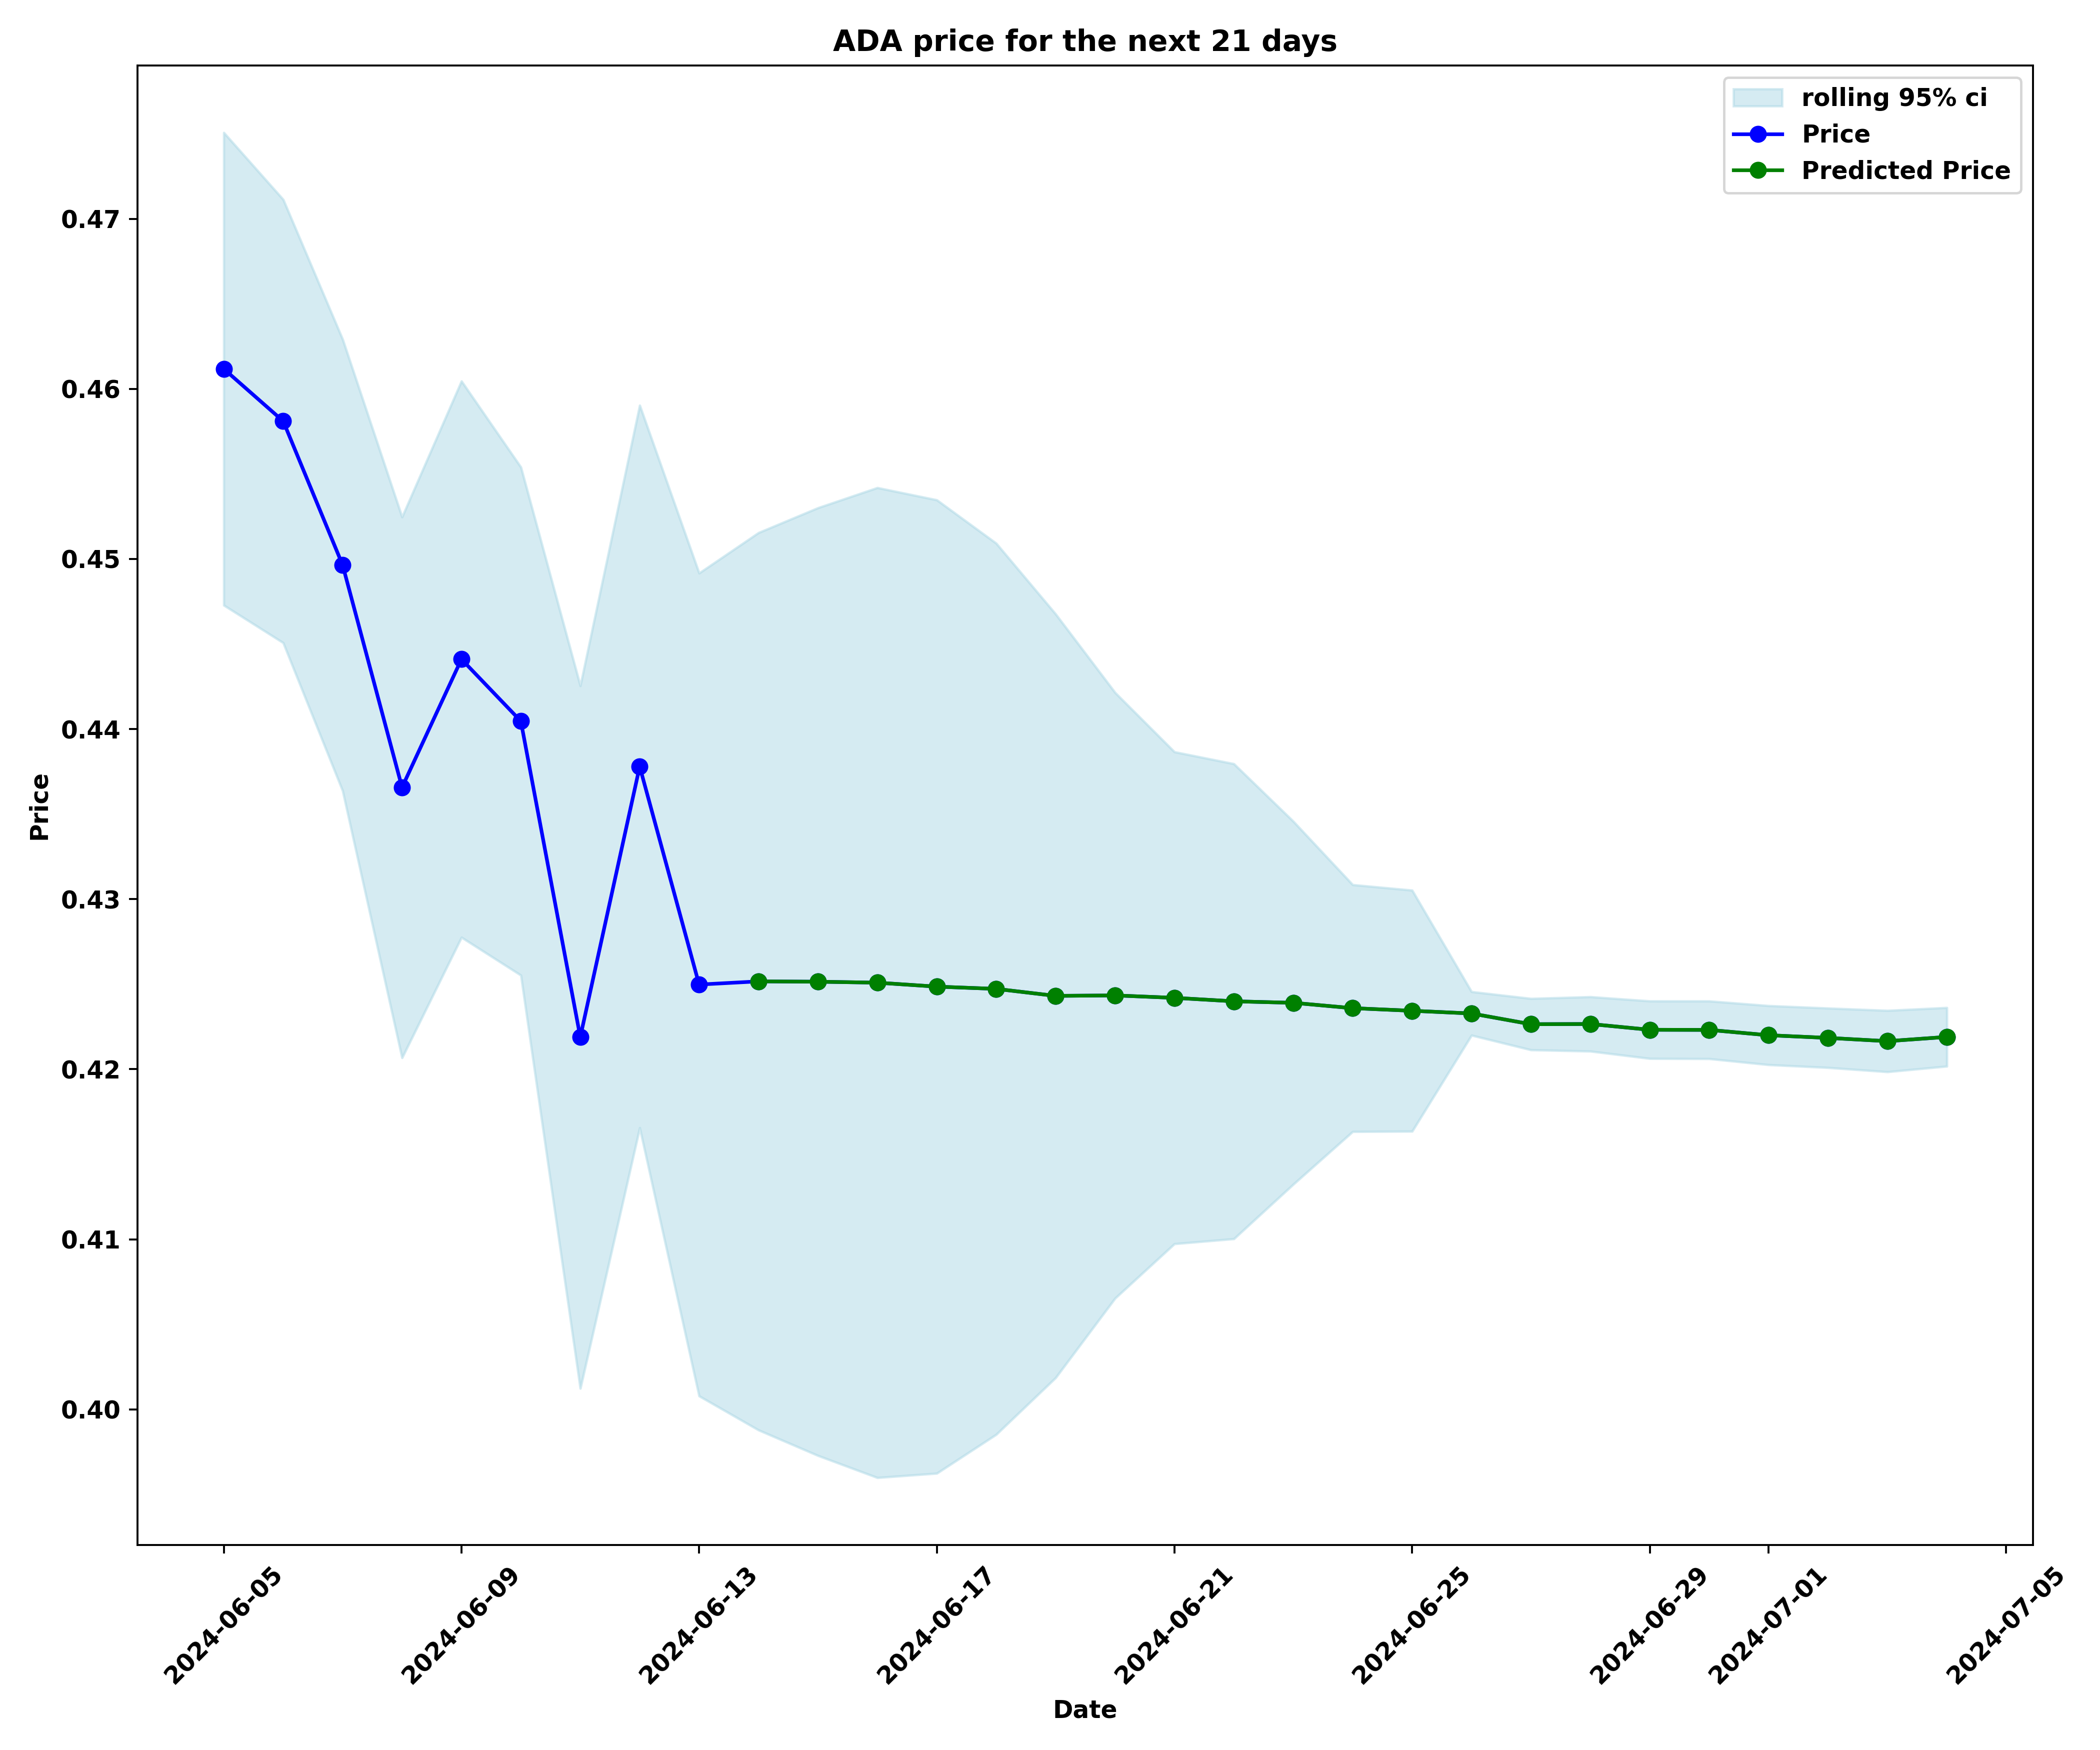 ADA price for the next 21 days
rolling 95% ci
Price
Predicted Price
0.47
0.46
0.45
0.44
0.43
0.42
0.41
0.40
Price
2024-06-05
2024-06-09
2024-06-13
2024-06-17
2024-06-21
2024-06-25
2024-06-29
2024-07-01
2024-07-05
Date